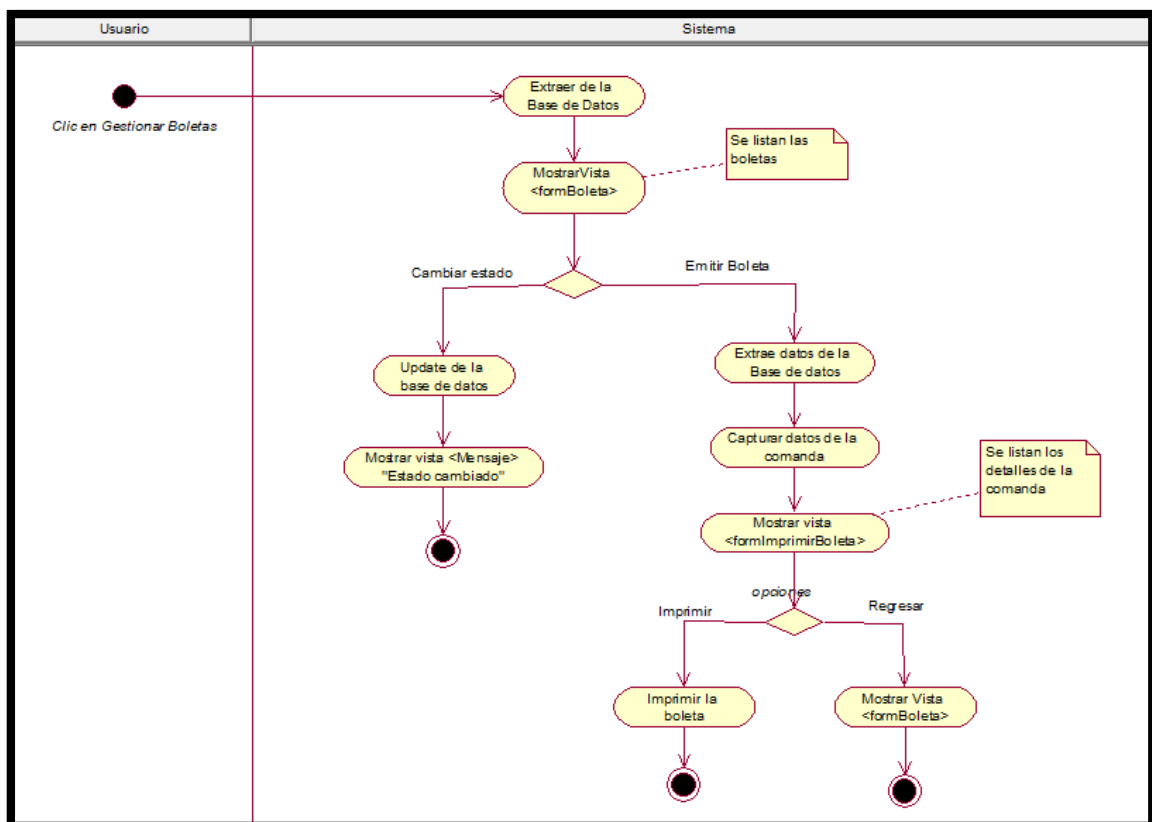 Usuario
Sistema
Clic en Gestionar Boletas
Extraer de la
Base de Datos
Se listan las
boletas
MostrarVista
<formBoleta>
Cambiar estado
Emitir Boleta
Update de la
base de datos
Extrae datos de la
Base de datos
Mostrar vista <Mensaje>
"Estado cambiado"
Capturar datos de la
comanda
Se listan los
detalles de la
comanda
Mostrar vista
<formImprimirBoleta>
opciones
Imprimir
Regresar
Imprimir la
boleta
Mostrar Vista
<formBoleta>